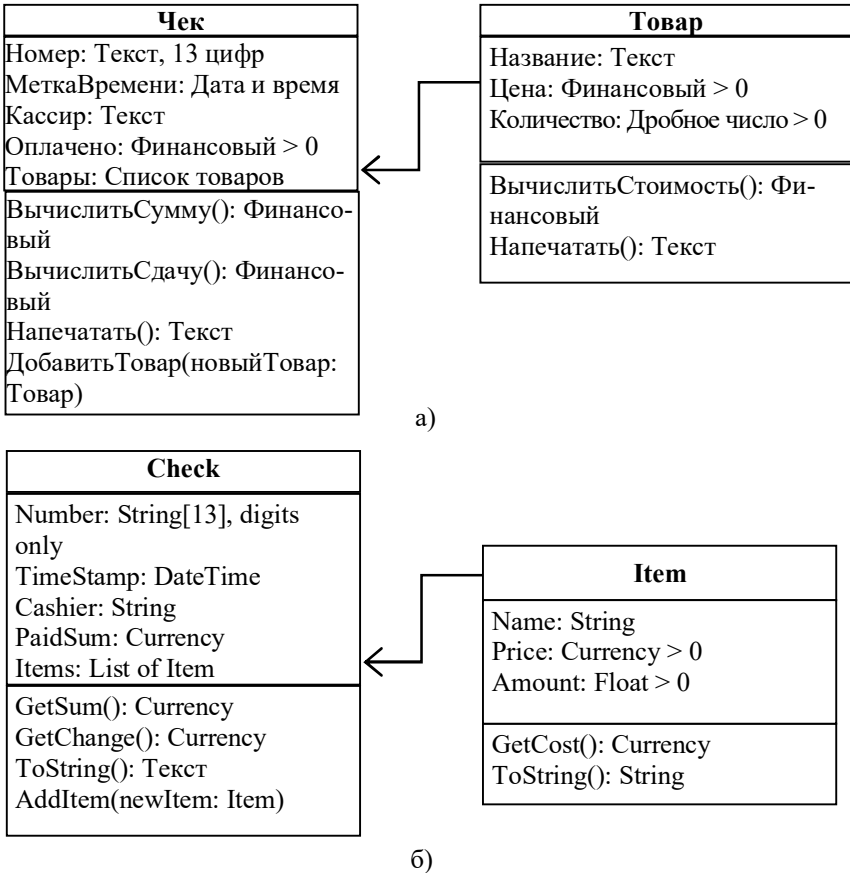 Чек
Номер: Текст, 13 цифр
МеткаВремени: Дата и время
Кассир: Текст
Оплачено: Финансовый > 0
Товары: Список товаров
ВычислитьСумму(): Финансо-
вый
ВычислитьСдачу(): Финансо-
вый
Напечатать(): Текст
ДобавитьТовар(новыйТовар:
Товар)
Товар
Название: Текст
Цена: Финансовый > 0
Количество: Дробное число > 0
ВычислитьСтоимость(): Фи-
нансовый
Напечатать(): Текст
а)
Check
Number: String[13], digits
only
TimeStamp: DateTime
Cashier: String
PaidSum: Currency
Items: List of Item
GetSum(): Currency
GetChange(): Currency
ToString(): Текст
AddItem(newItem: Item)
Item
Name: String
Price: Currency > 0
Amount: Float > 0
GetCost(): Currency
ToString(): String
б)